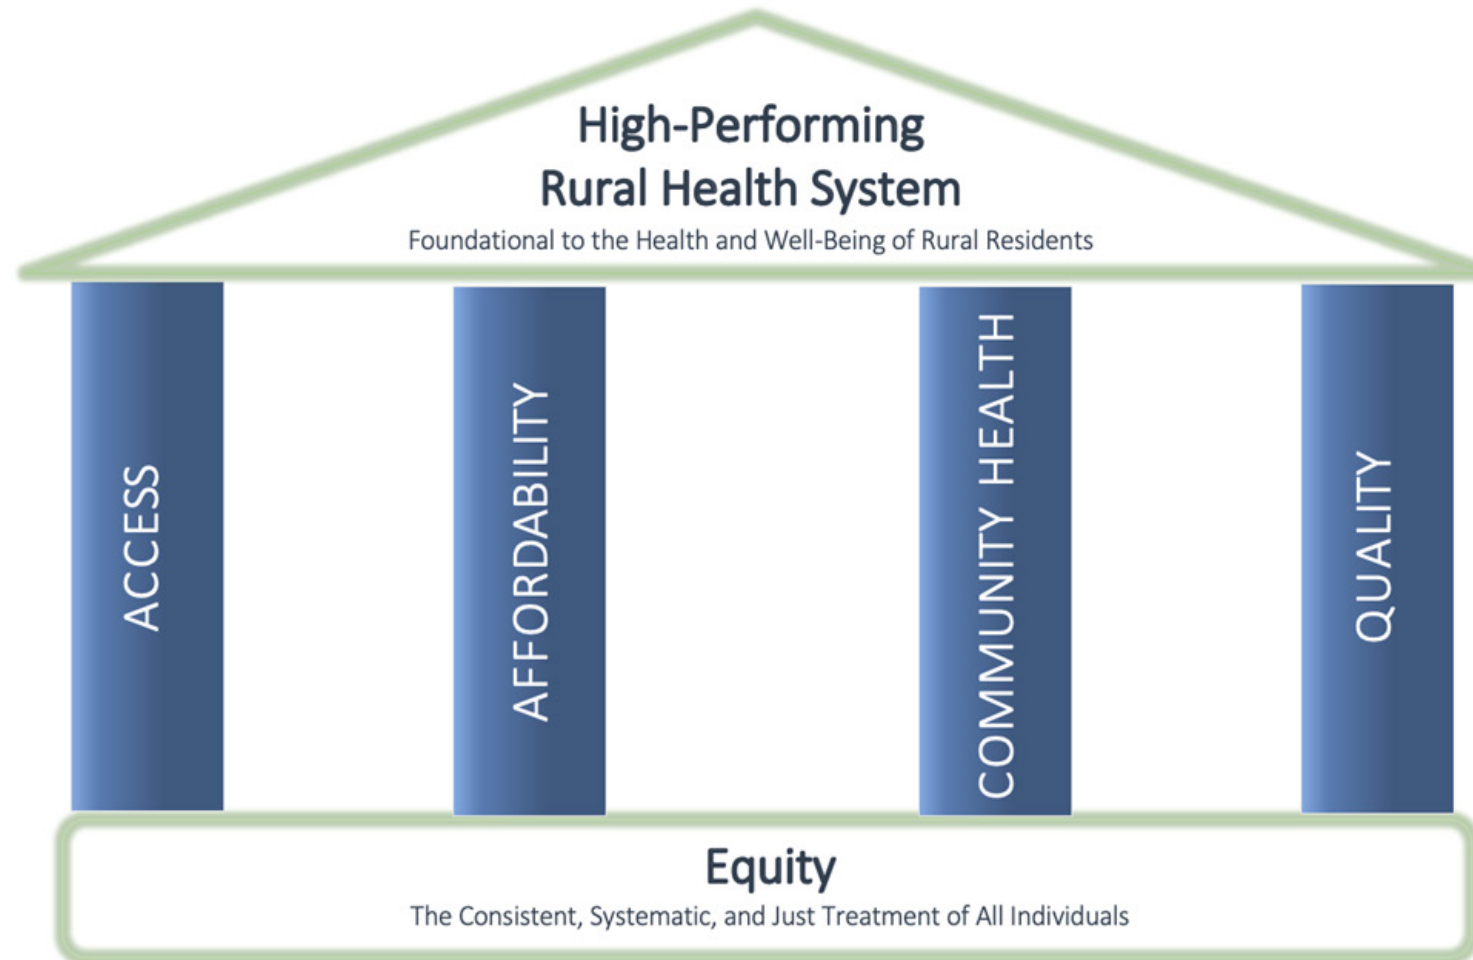 High-Performing
Rural Health System
Foundational to the Health and Well-Being of Rural Residents
ACCESS
AFFORDABILITY
COMMUNITY HEALTH
QUALITY
Equity
The Consistent, Systematic, and Just Treatment of All Individuals